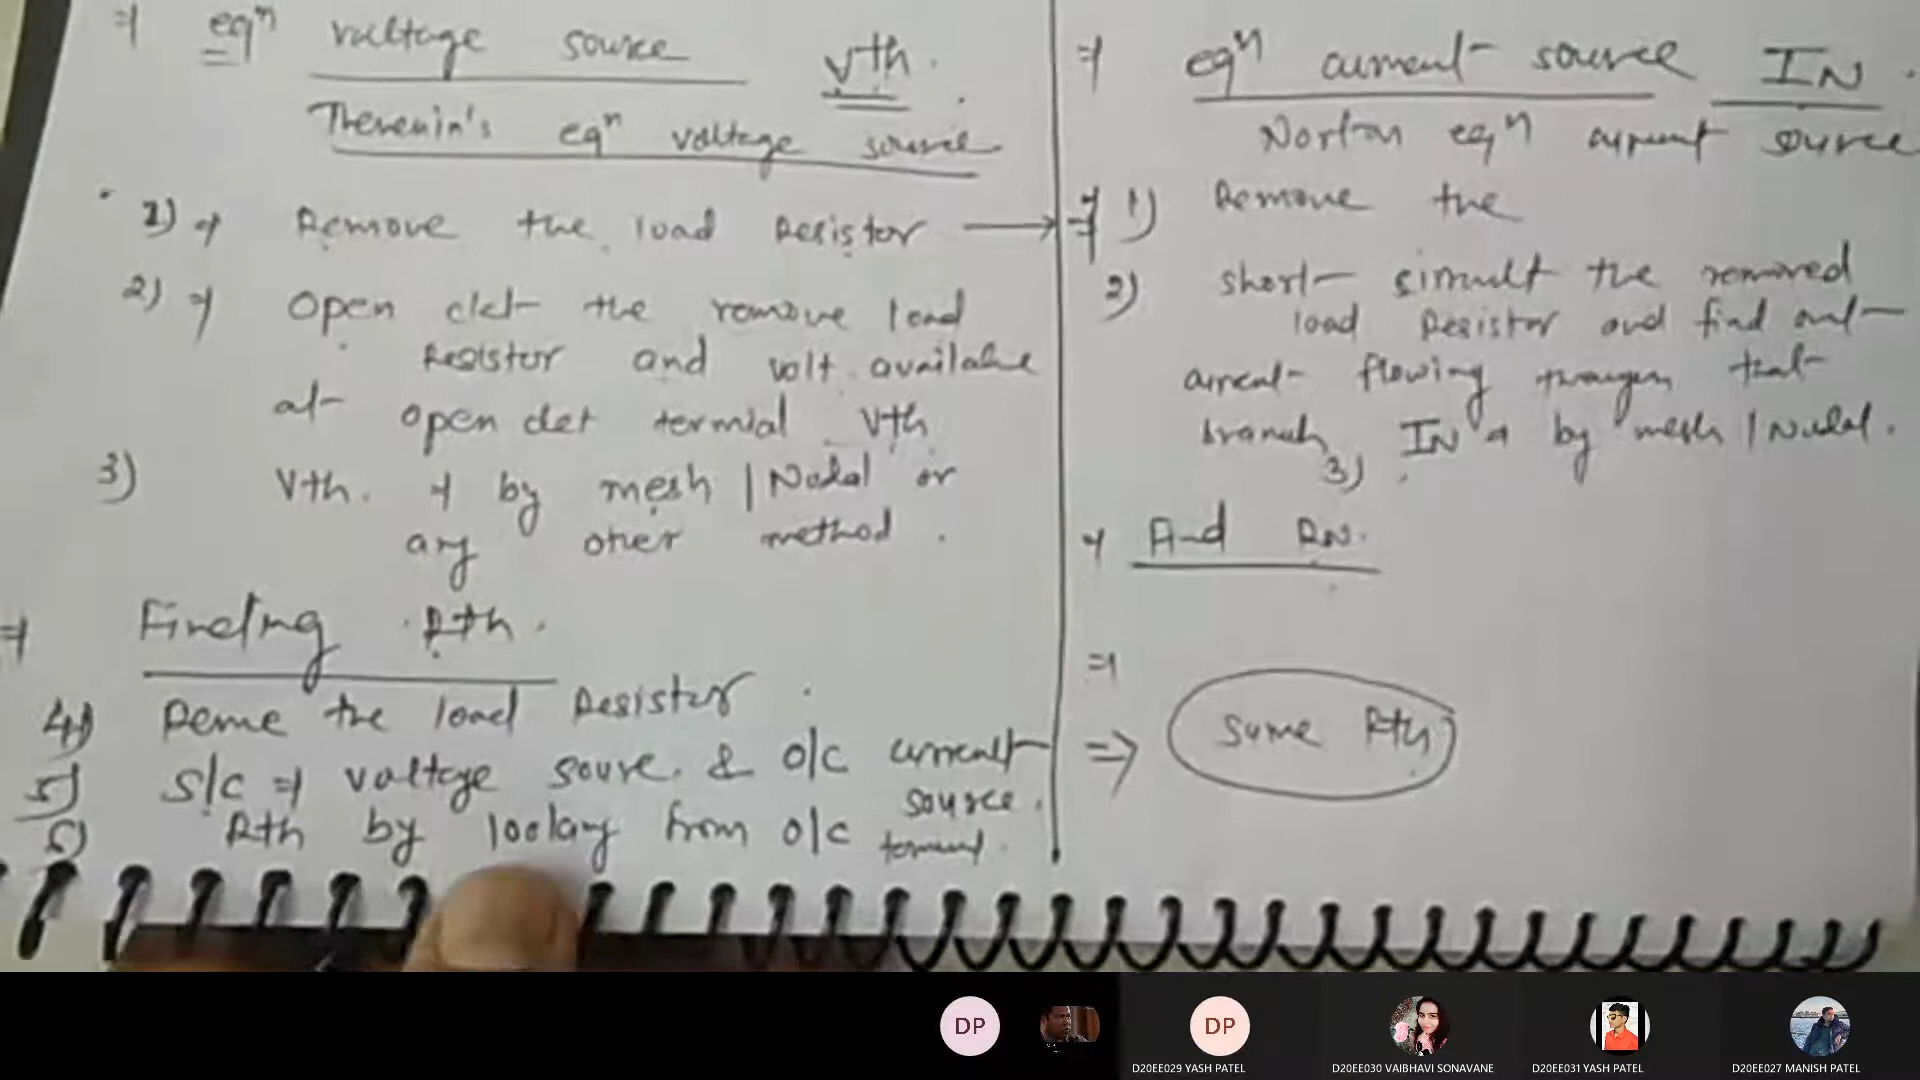 ⇒ eqn voltage source Vth.
Thevenin's eqn voltage source
1) → Remove the load Resistor →
2) → Open ckt the remove load
Resistor and volt. available
at open ckt termial Vth
3) Vth. → by mesh | Nodal or
any other method.
⇒ Finding Rth.
4) Reme the load Resistor.
5) S/C ⇒ voltage soure. & O/C current
source.
6) Rth by from O/C
⇒ eqn current source IN.
Norton eqn current source
⇒ 1) Remove the
2) short circuit the removed
load Resistor and find out
current flowing through that
branch, IN → by mesh | Nodal.
3)
→ And RN.
⇒
⇒ Same Rth
DP
DP
D20EE029 YASH PATEL
D20EE030 VAIBHAVI SONAVANE
D20EE031 YASH PATEL
D20EE027 MANISH PATEL